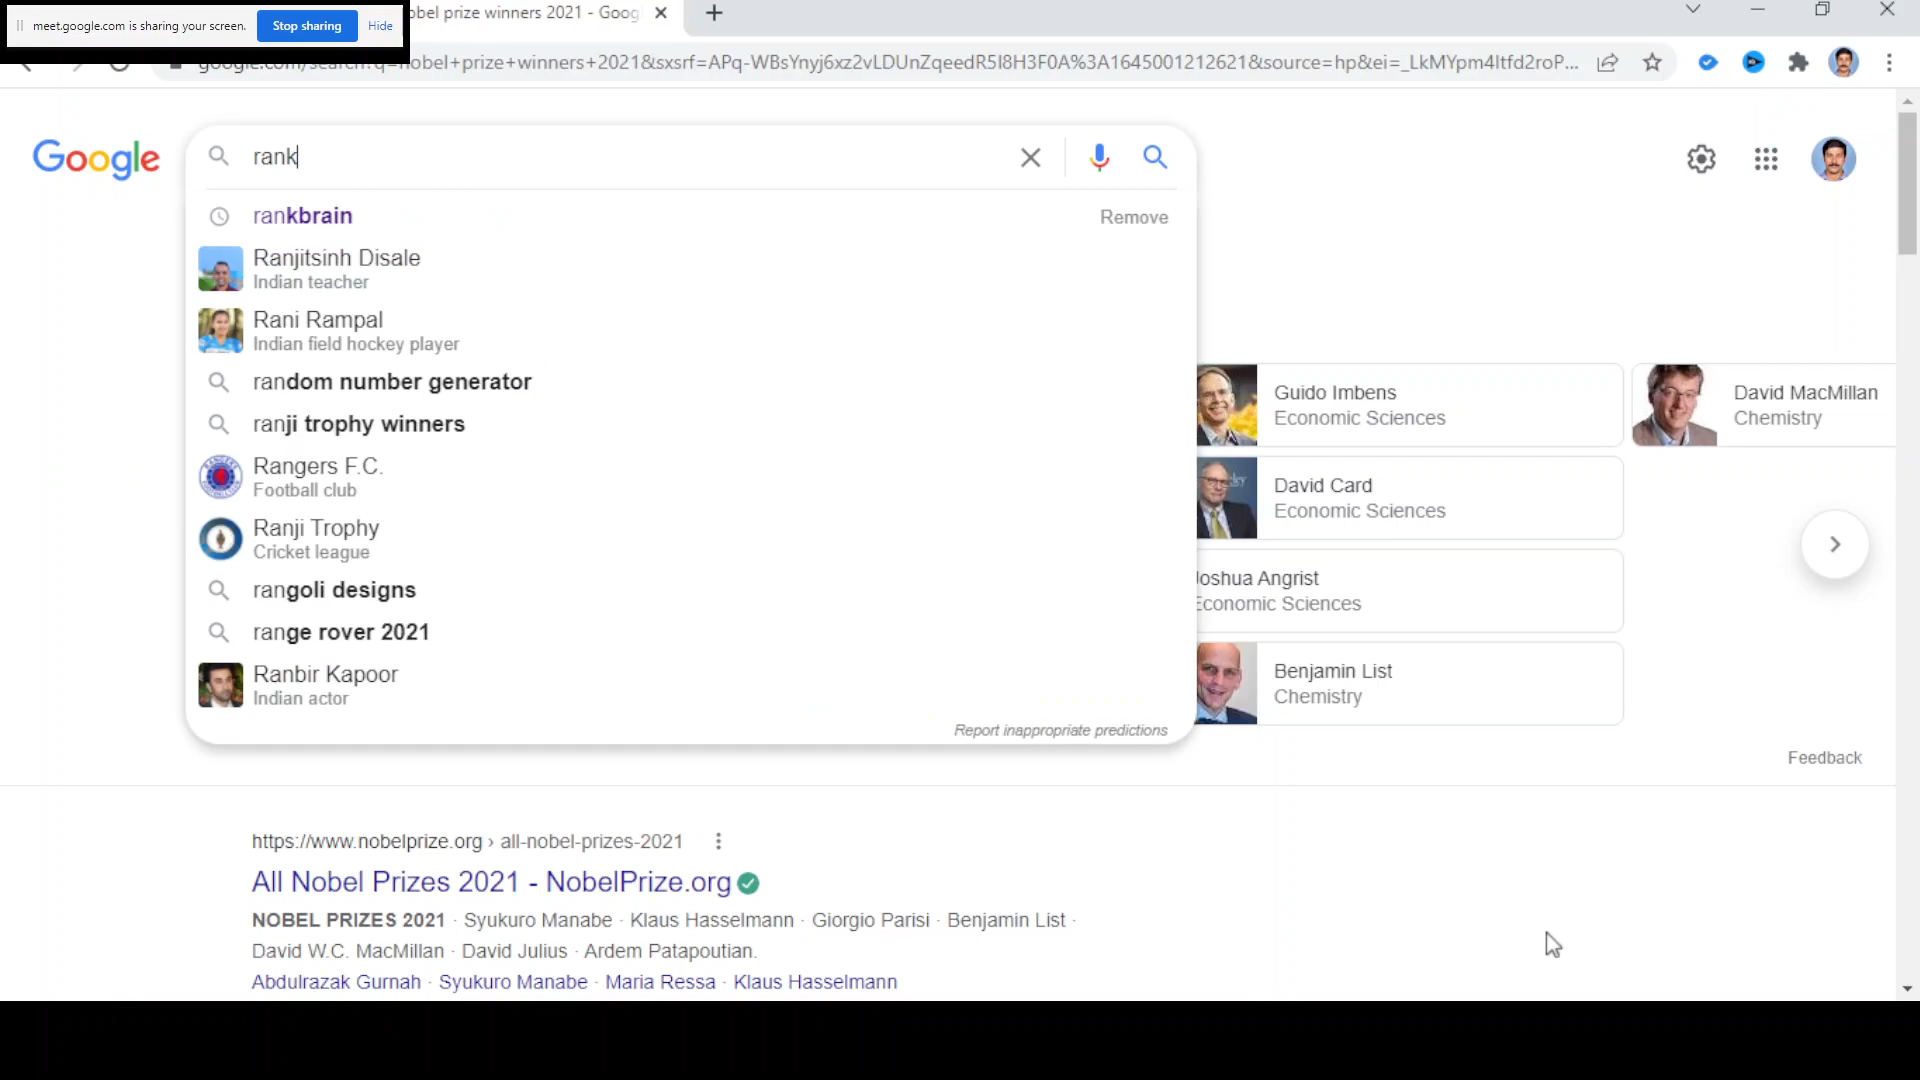 meet.google.com is sharing your screen. Stop sharing Hide
obel prize winners 2021 - Goog
google.com/search?q=nobel+prize+winners+2021&sxsrf=APq-WBsYnyj6xz2vLDUnZqeedR5I8H3F0A%3A1645001212621&source=hp&ei=_LkMYpm4Itfd2roP...
Google
rank
rankbrain Remove
Ranjitsinh Disale
Indian teacher
Rani Rampal
Indian field hockey player
random number generator
ranji trophy winners
Rangers F.C.
Football club
Ranji Trophy
Cricket league
rangoli designs
range rover 2021
Ranbir Kapoor
Indian actor
Report inappropriate predictions
Guido Imbens
Economic Sciences
David MacMillan
Chemistry
David Card
Economic Sciences
Joshua Angrist
Economic Sciences
Benjamin List
Chemistry
Feedback
https://www.nobelprize.org › all-nobel-prizes-2021
All Nobel Prizes 2021 - NobelPrize.org
NOBEL PRIZES 2021 · Syukuro Manabe · Klaus Hasselmann · Giorgio Parisi · Benjamin List ·
David W.C. MacMillan · David Julius · Ardem Patapoutian.
Abdulrazak Gurnah · Syukuro Manabe · Maria Ressa · Klaus Hasselmann